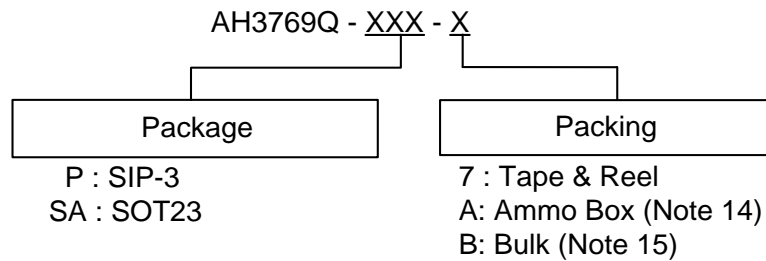 AH3769Q - XXX - X
Package
P : SIP-3
SA : SOT23
Packing
7 : Tape & Reel
A: Ammo Box (Note 14)
B: Bulk (Note 15)